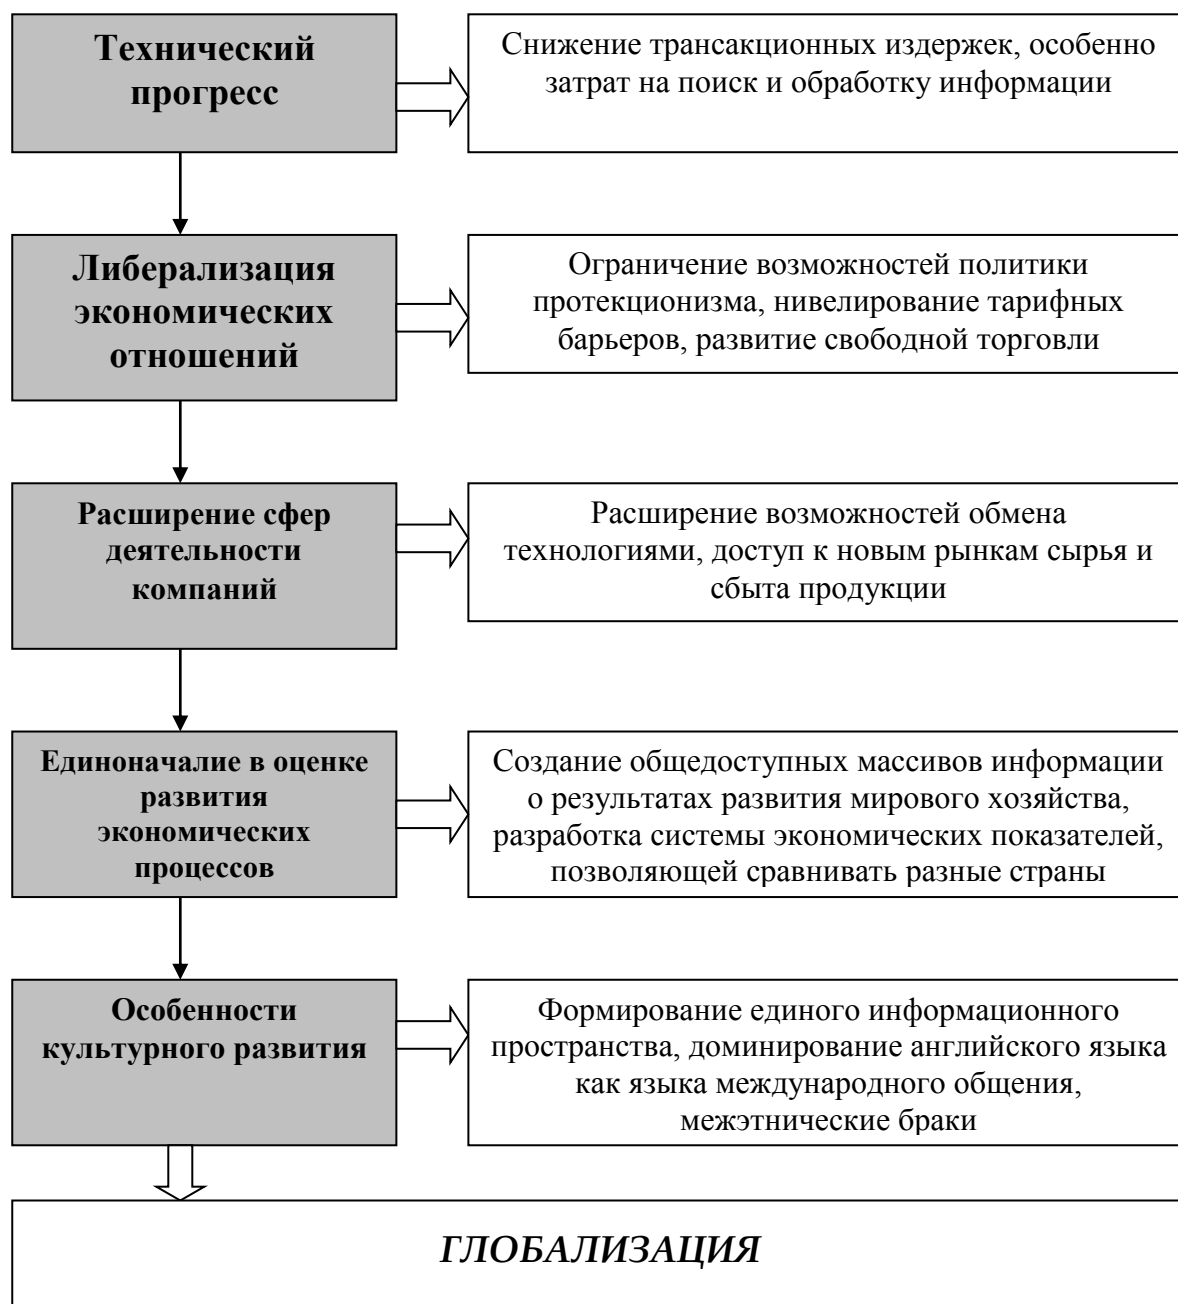 Технический
прогресс
Снижение трансакционных издержек, особенно
затрат на поиск и обработку информации
Либерализация
экономических
отношений
Ограничение возможностей политики
протекционизма, нивелирование тарифных
барьеров, развитие свободной торговли
Расширение сфер
деятельности
компаний
Расширение возможностей обмена
технологиями, доступ к новым рынкам сырья и
сбыта продукции
Единоначалие в оценке
развития
экономических
процессов
Создание общедоступных массивов информации
о результатах развития мирового хозяйства,
разработка системы экономических показателей,
позволяющей сравнивать разные страны
Особенности
культурного развития
Формирование единого информационного
пространства, доминирование английского языка
как языка международного общения,
межэтнические браки
ГЛОБАЛИЗАЦИЯ